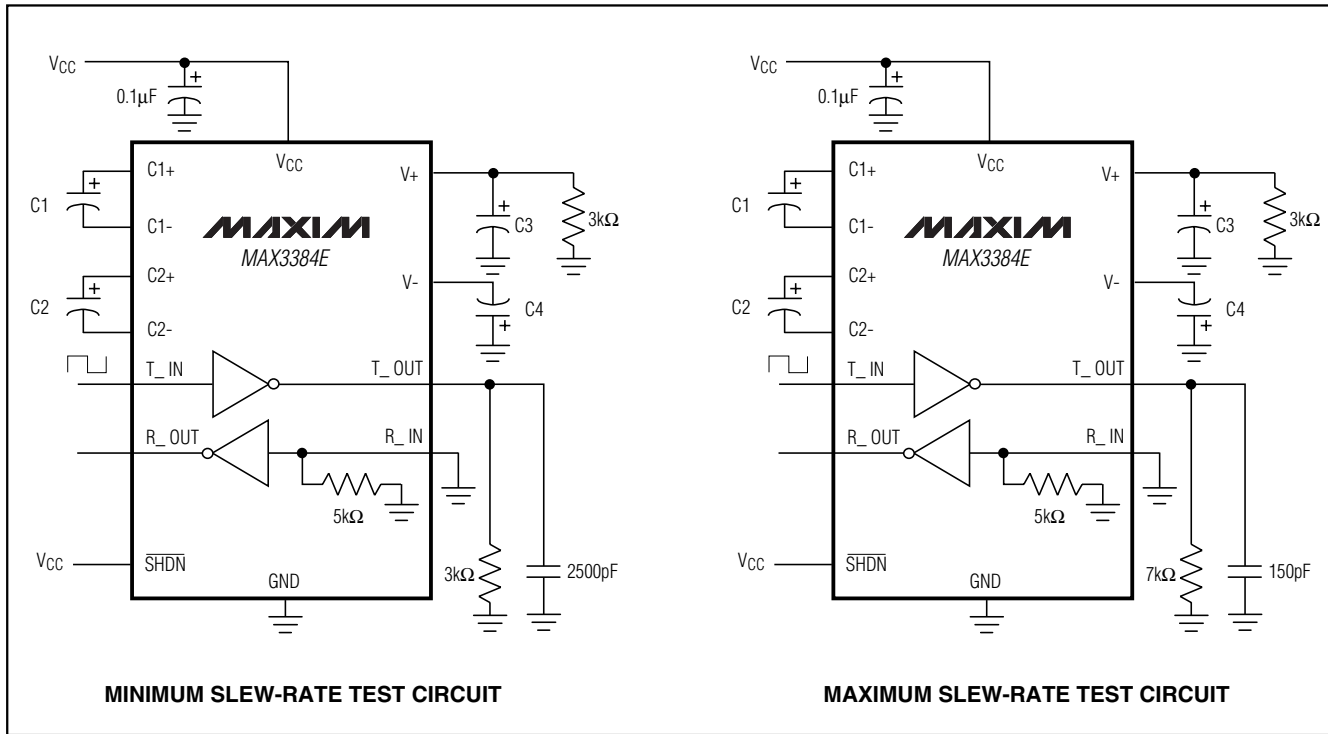 VCC
0.1µF
+
VCC
C1+
V+
+
C1
+
C3
3kΩ
C1-
MAXIM
MAX3384E
C2+
V-
C2
+
C4
C2-
+
T_ IN
T_ OUT
R_ OUT
R_ IN
5kΩ
VCC
SHDN
3kΩ
2500pF
GND
MINIMUM SLEW-RATE TEST CIRCUIT
VCC
0.1µF
+
VCC
C1+
V+
+
C1
+
C3
3kΩ
C1-
MAXIM
MAX3384E
C2+
V-
C2
+
C4
C2-
+
T_ IN
T_ OUT
R_ OUT
R_ IN
5kΩ
VCC
SHDN
7kΩ
150pF
GND
MAXIMUM SLEW-RATE TEST CIRCUIT